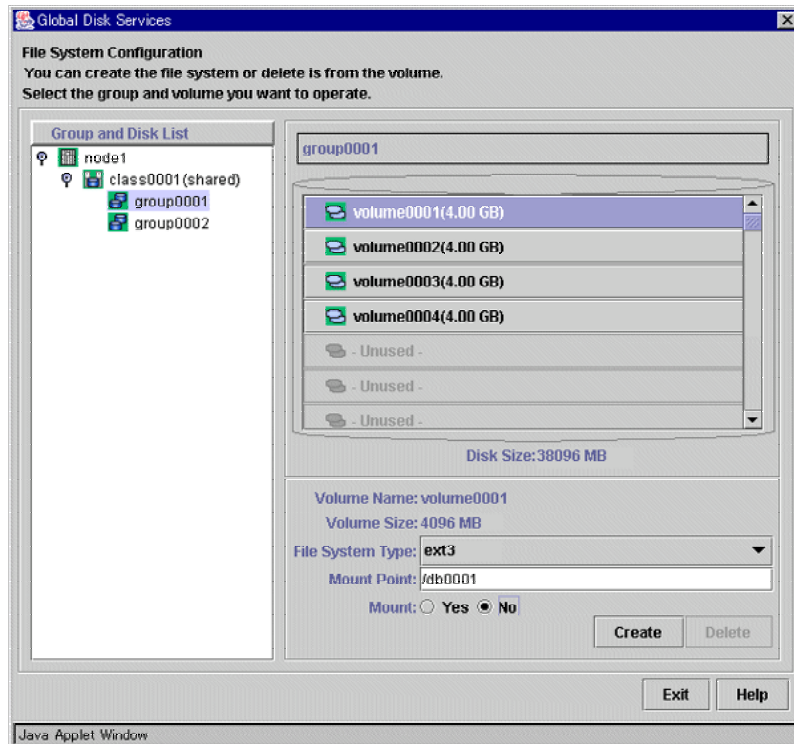 Global Disk Services
File System Configuration
You can create the file system or delete is from the volume.
Select the group and volume you want to operate.
Group and Disk List
node1
class0001(shared)
group0001
group0002
group0001
volume0001(4.00 GB)
volume0002(4.00 GB)
volume0003(4.00 GB)
volume0004(4.00 GB)
- Unused -
- Unused -
- Unused -
Disk Size:38096 MB
Volume Name: volume0001
Volume Size: 4096 MB
File System Type: ext3
Mount Point: /db0001
Mount: Yes No
Create Delete
Exit Help
Java Applet Window